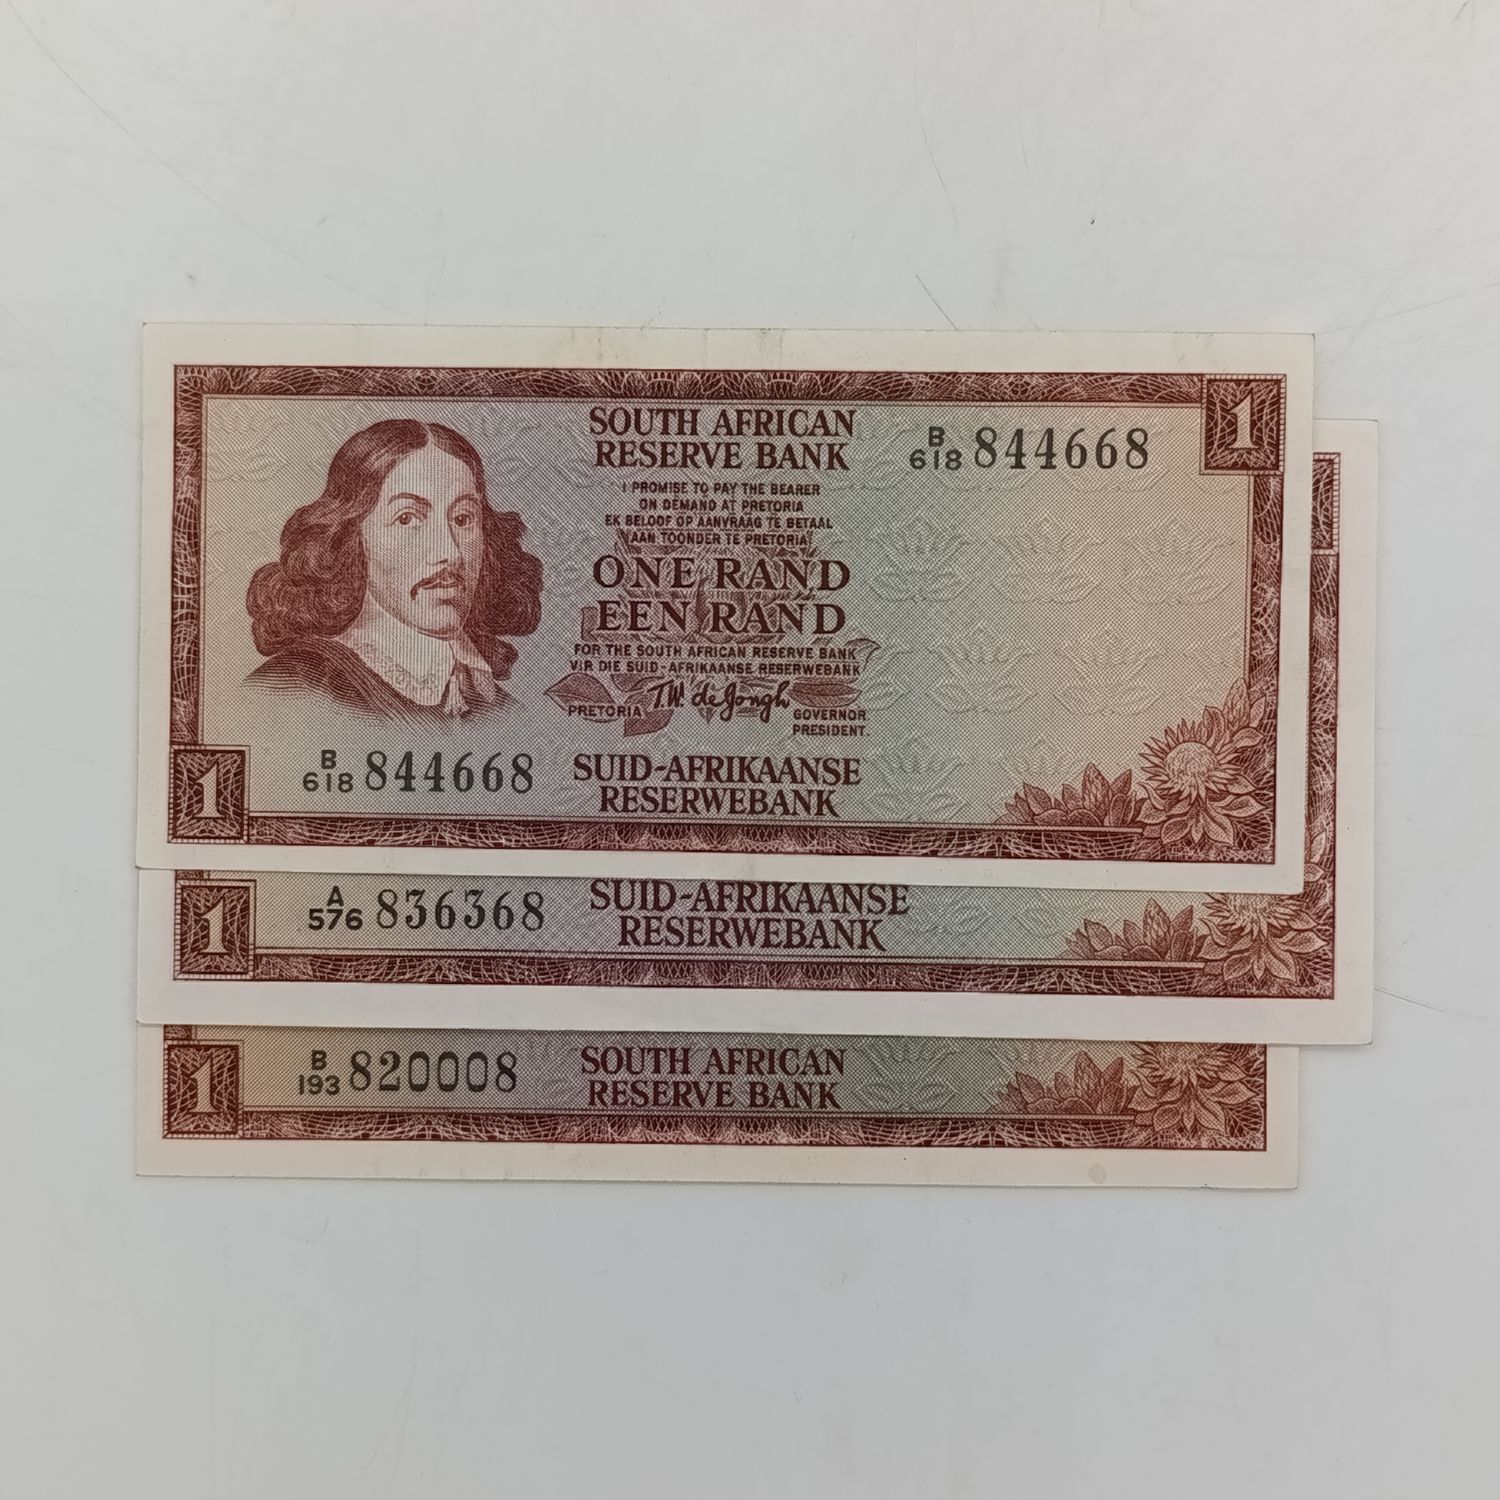 SOUTH AFRICAN
RESERVE BANK
B
618 844668
1
I PROMISE TO PAY THE BEARER
ON DEMAND AT PRETORIA
EK BELOOF OP AANVRAAG TE BETAAL
AAN TOONDER TE PRETORIA
ONE RAND
EEN RAND
FOR THE SOUTH AFRICAN RESERVE BANK
V.R DIE SUID-AFRIKAANSE RESERWEBANK
PRETORIA T.W. de Jongh GOVERNOR.
PRESIDENT.
1
B
618 844668
SUID-AFRIKAANSE
RESERWEBANK
1
A
576 836368
SUID-AFRIKAANSE
RESERWEBANK
1
B
193 820008
SOUTH AFRICAN
RESERVE BANK